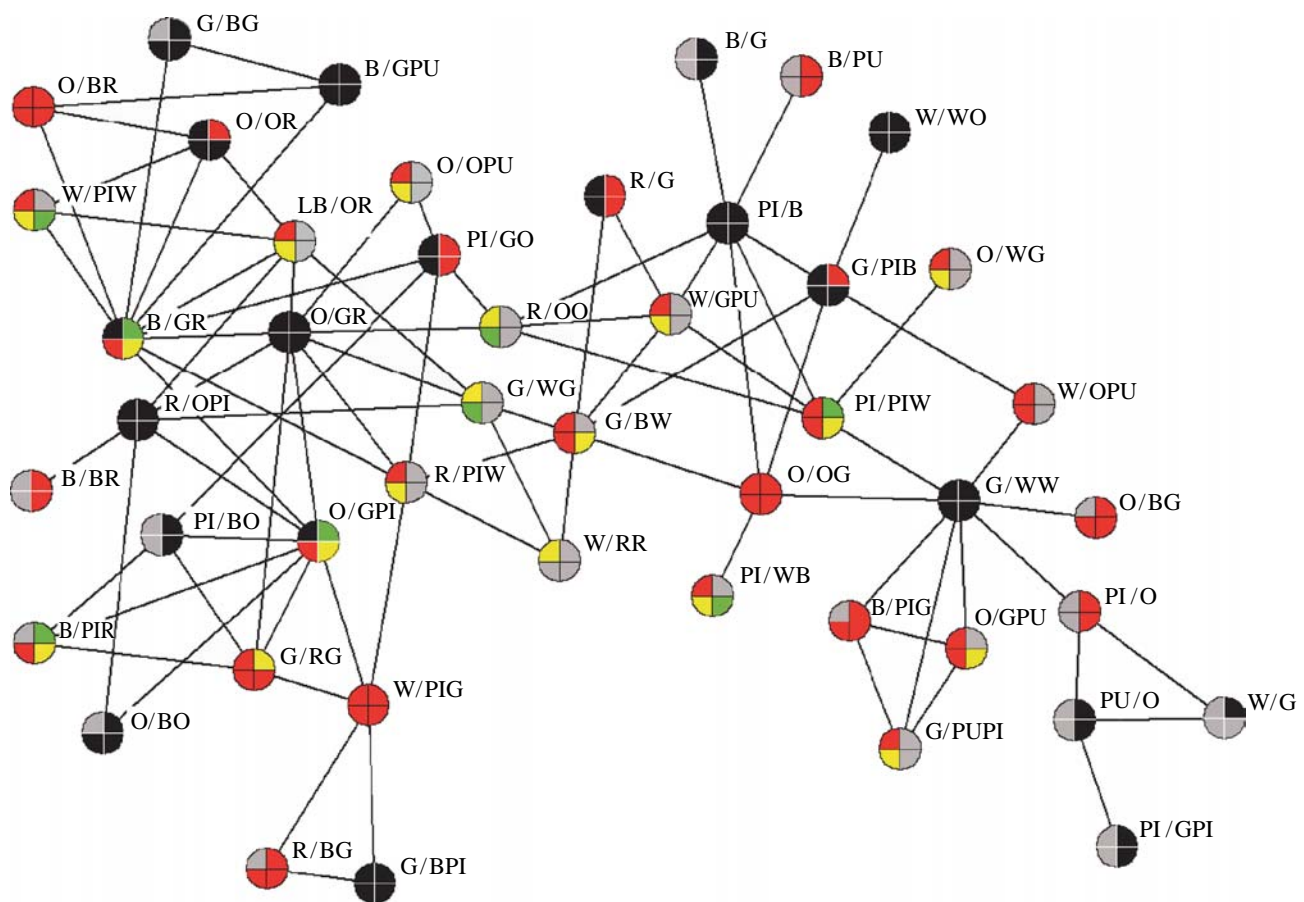 G/BG
B/G
B/PU
B/GPU
O/BR
O/OR
W/WO
O/OPU
R/G
W/PIW
LB/OR
PI/B
PI/GO
G/PIB
O/WG
B/GR
O/GR
R/OO
W/GPU
R/OPI
G/WG
G/BW
PI/PIW
W/OPU
B/BR
R/PIW
O/OG
G/WW
O/BG
PI/BO
O/GPI
W/RR
PI/WB
B/PIG
O/GPU
PI/O
B/PIR
G/RG
W/PIG
O/BO
G/PUPI
PU/O
W/G
R/BG
G/BPI
PI/GPI